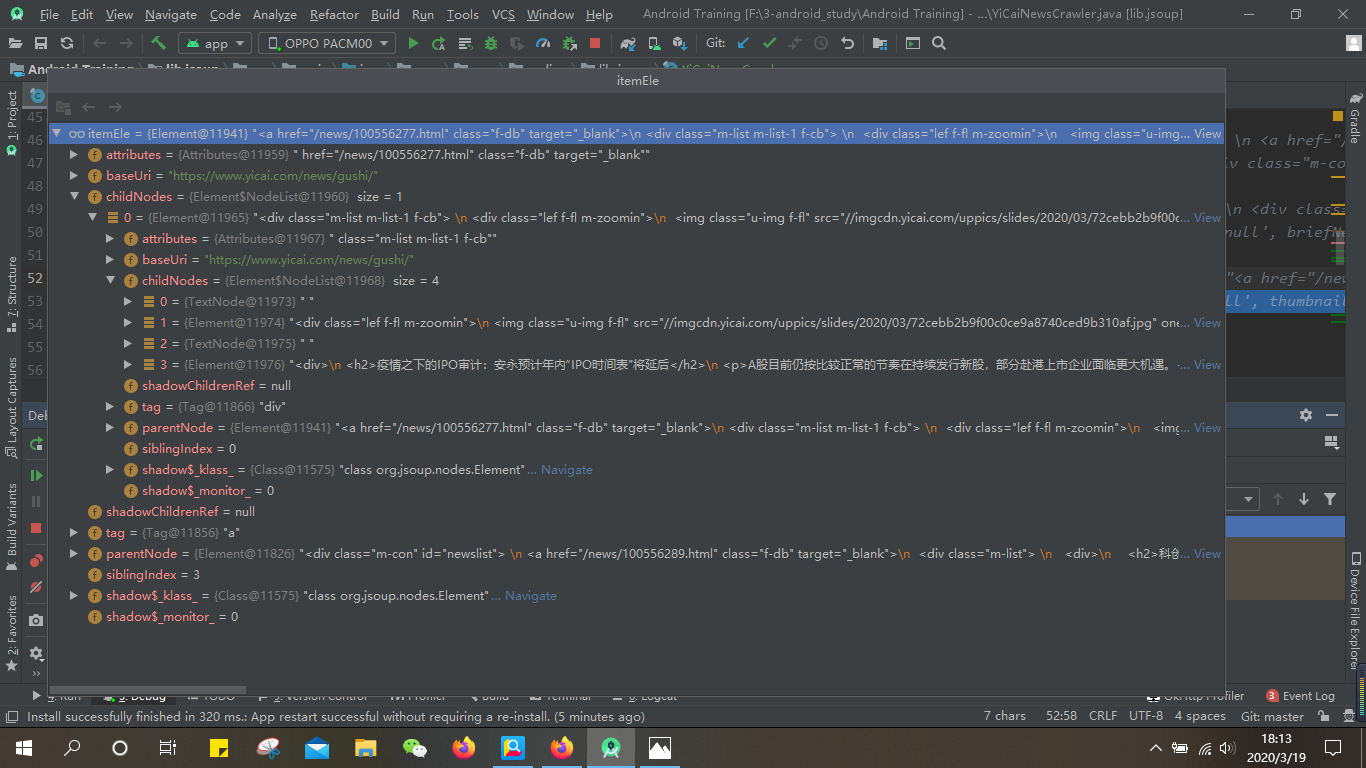 File Edit View Navigate Code Analyze Refactor Build Run Tools VCS Window Help Android Training [F:\3-android_study\Android Training] - ...\YiCaiNewsCrawler.java [lib.jsoup]
app OPPO PACM00 Git:
Android Training
itemEle
1: Project
Z: Structure
Layout Captures
Build Variants
2: Favorites
45
46
47
48
49
50
51
52
53
54
55
56
itemEle = {Element@11941} "<a href="/news/100556277.html" class="f-db" target="_blank">\n <div class="m-list m-list-1 f-cb"> \n <div class="lef f-fl m-zoomin">\n <img class="u-img... View
attributes = {Attributes@11959} " href="/news/100556277.html" class="f-db" target="_blank""
baseUri = "https://www.yicai.com/news/gushi/"
childNodes = {Element$NodeList@11960} size = 1
0 = {Element@11965} "<div class="m-list m-list-1 f-cb"> \n <div class="lef f-fl m-zoomin">\n <img class="u-img f-fl" src="//imgcdn.yicai.com/uppics/slides/2020/03/72cebb2b9f00c... View
attributes = {Attributes@11967} " class="m-list m-list-1 f-cb""
baseUri = "https://www.yicai.com/news/gushi/"
childNodes = {Element$NodeList@11968} size = 4
0 = {TextNode@11973} " "
1 = {Element@11974} "<div class="lef f-fl m-zoomin">\n <img class="u-img f-fl" src="//imgcdn.yicai.com/uppics/slides/2020/03/72cebb2b9f00c0ce9a8740ced9b310af.jpg" one... View
2 = {TextNode@11975} " "
3 = {Element@11976} "<div>\n <h2>疫情之下的IPO审计：安永预计年内“IPO时间表”将延后</h2>\n <p>A股目前仍按比较正常的节奏在持续发行新股，部分赴港上市企业面临更大机遇。... View
shadowChildrenRef = null
tag = {Tag@11866} "div"
parentNode = {Element@11941} "<a href="/news/100556277.html" class="f-db" target="_blank">\n <div class="m-list m-list-1 f-cb"> \n <div class="lef f-fl m-zoomin">\n <img... View
siblingIndex = 0
shadow$_klass_ = {Class@11575} "class org.jsoup.nodes.Element"... Navigate
shadow$_monitor_ = 0
shadowChildrenRef = null
tag = {Tag@11856} "a"
parentNode = {Element@11826} "<div class="m-con" id="newslist"> \n <a href="/news/100556289.html" class="f-db" target="_blank">\n <div class="m-list"> \n <div>\n <h2>科创... View
siblingIndex = 3
shadow$_klass_ = {Class@11575} "class org.jsoup.nodes.Element"... Navigate
shadow$_monitor_ = 0
\n <a href="/
div class="m-co
\n <div class=
null', briefN
"<a href="/new
ll', thumbnail
Gradle
Device File Explorer
4: Run 5: Debug TODO 9: Version Control Profiler Build Terminal 6: Logcat OkHttp Profiler 3 Event Log
Install successfully finished in 320 ms.: App restart successful without requiring a re-install. (5 minutes ago) 7 chars 52:58 CRLF UTF-8 4 spaces Git: master
18:13
2020/3/19